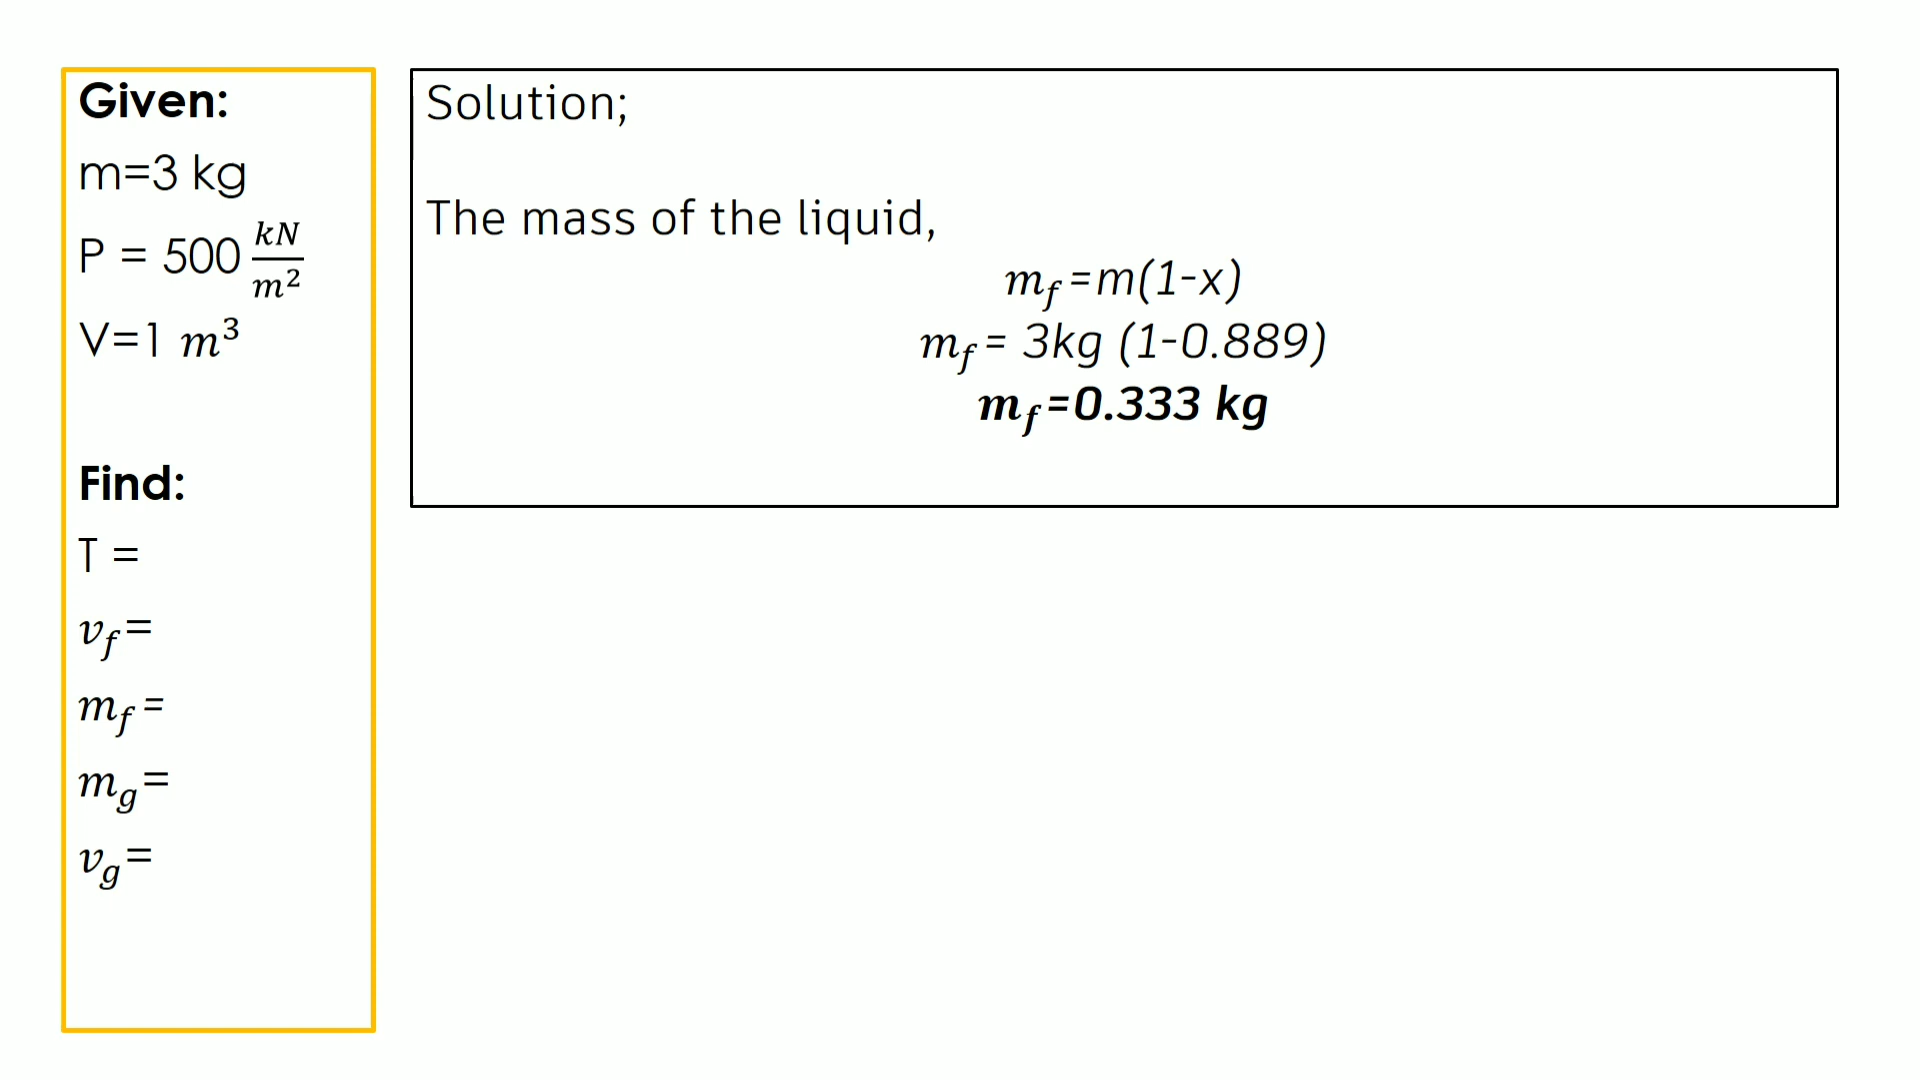 Given:
m=3 kg
P = 500 kN/m²
V=1 m³
Find:
T =
v_f=
m_f=
m_g=
v_g=
Solution;
The mass of the liquid,
m_f=m(1-x)
m_f= 3kg (1-0.889)
m_f=0.333 kg